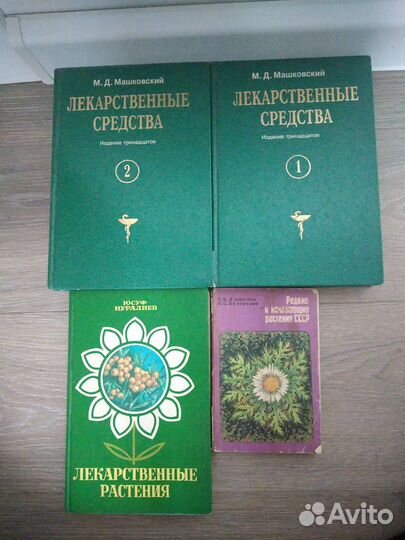 М. Д. Машковский
ЛЕКАРСТВЕННЫЕ
СРЕДСТВА
Издание тринадцатое
2
М. Д. Машковский
ЛЕКАРСТВЕННЫЕ
СРЕДСТВА
Издание тринадцатое
1
ЮСУФ
НУРАЛИЕВ
ЛЕКАРСТВЕННЫЕ
РАСТЕНИЯ
Л.С. Белоусова
Редкие
и исчезающие
растения СССР
Avito